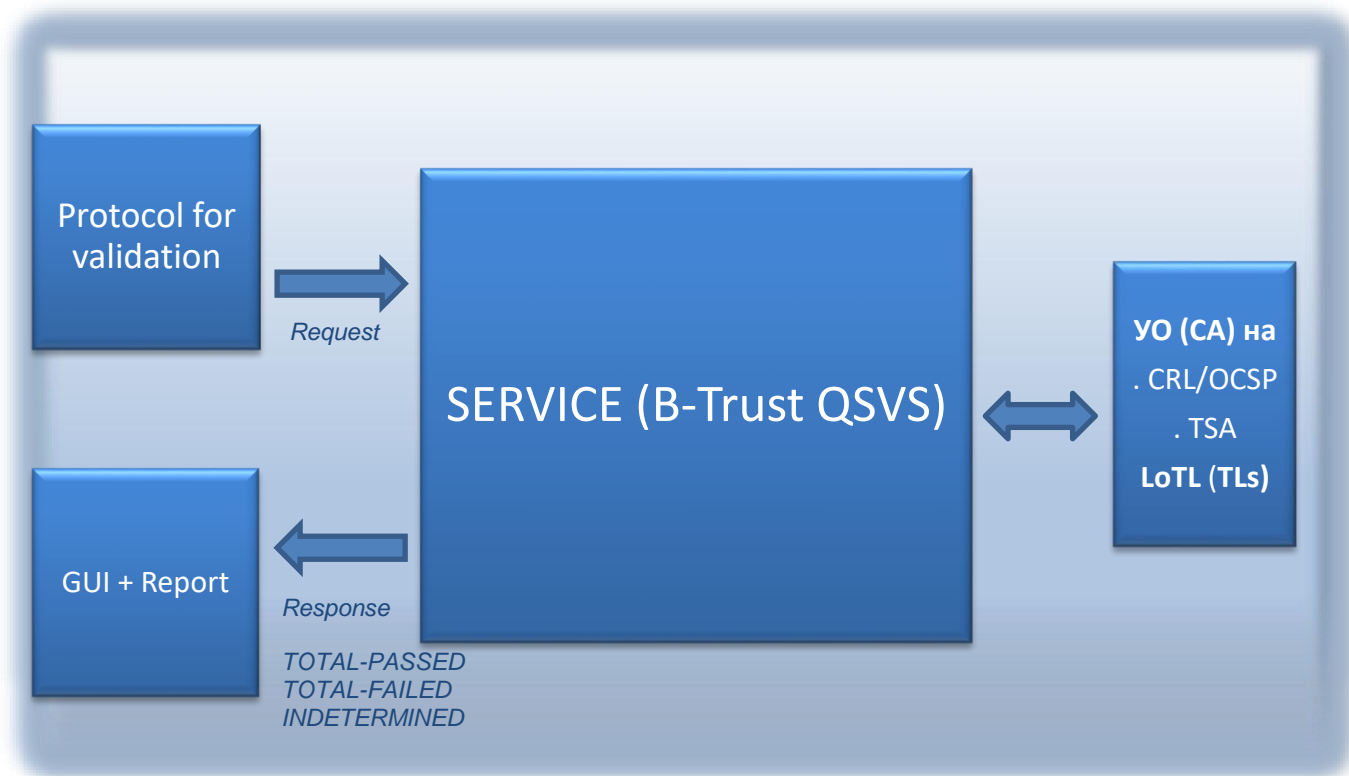 Protocol for
validation
Request
SERVICE (B-Trust QSVS)
УО (CA) на
. CRL/OCSP
. TSA
LoTL (TLs)
GUI + Report
Response
TOTAL-PASSED
TOTAL-FAILED
INDETERMINED